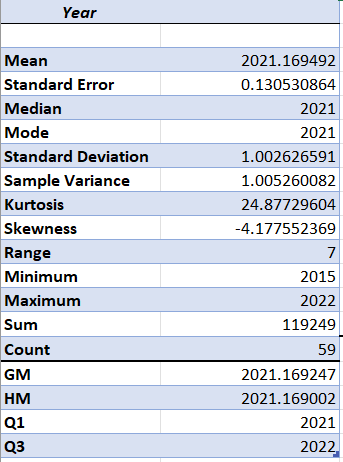 Year
Mean 2021.169492
Standard Error 0.130530864
Median 2021
Mode 2021
Standard Deviation 1.002626591
Sample Variance 1.005260082
Kurtosis 24.87729604
Skewness -4.177552369
Range 7
Minimum 2015
Maximum 2022
Sum 119249
Count 59
GM 2021.169247
HM 2021.169002
Q1 2021
Q3 2022